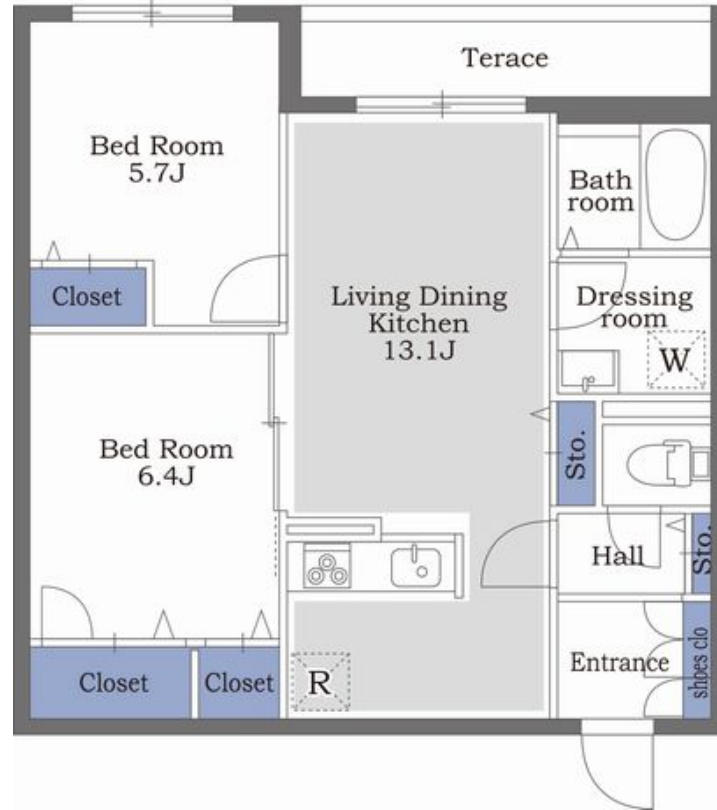 Terace
Bed Room
5.7J
Bath
room
Closet
Living Dining
Kitchen
13.1J
Dressing
room
W
Bed Room
6.4J
Sto.
Hall
Sto.
Entrance
shoes clo
Closet
Closet
R